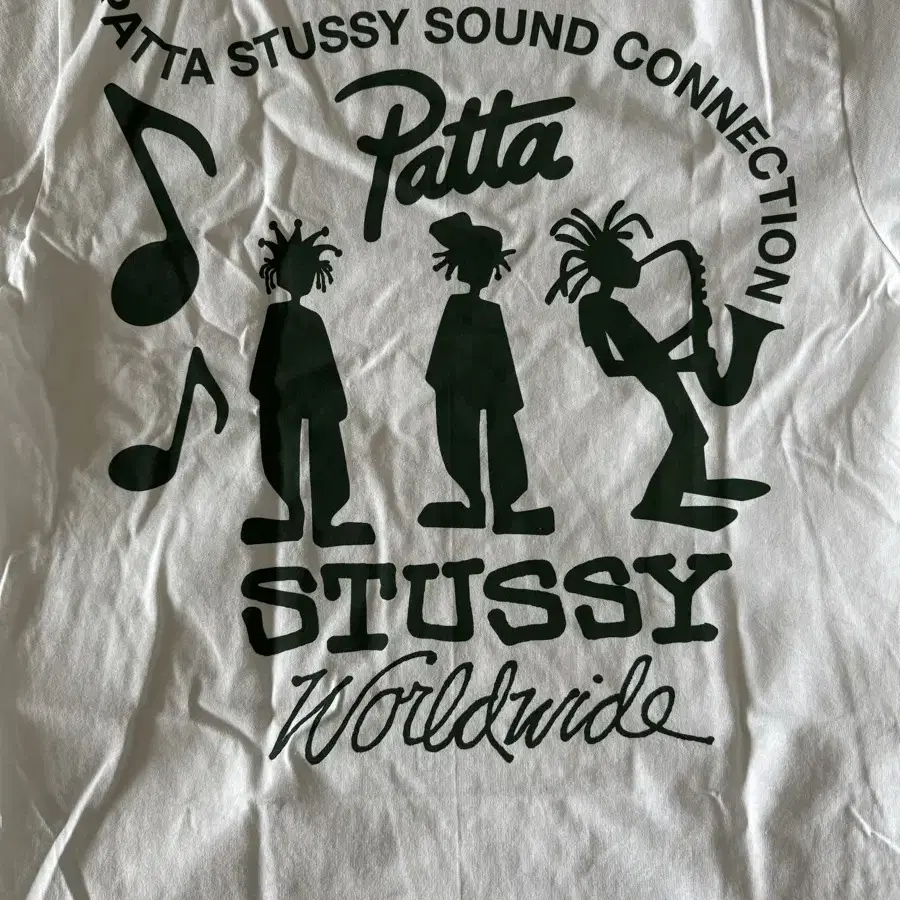 PATTA STUSSY SOUND CONNECTION
Patta
STUSSY
Worldwide